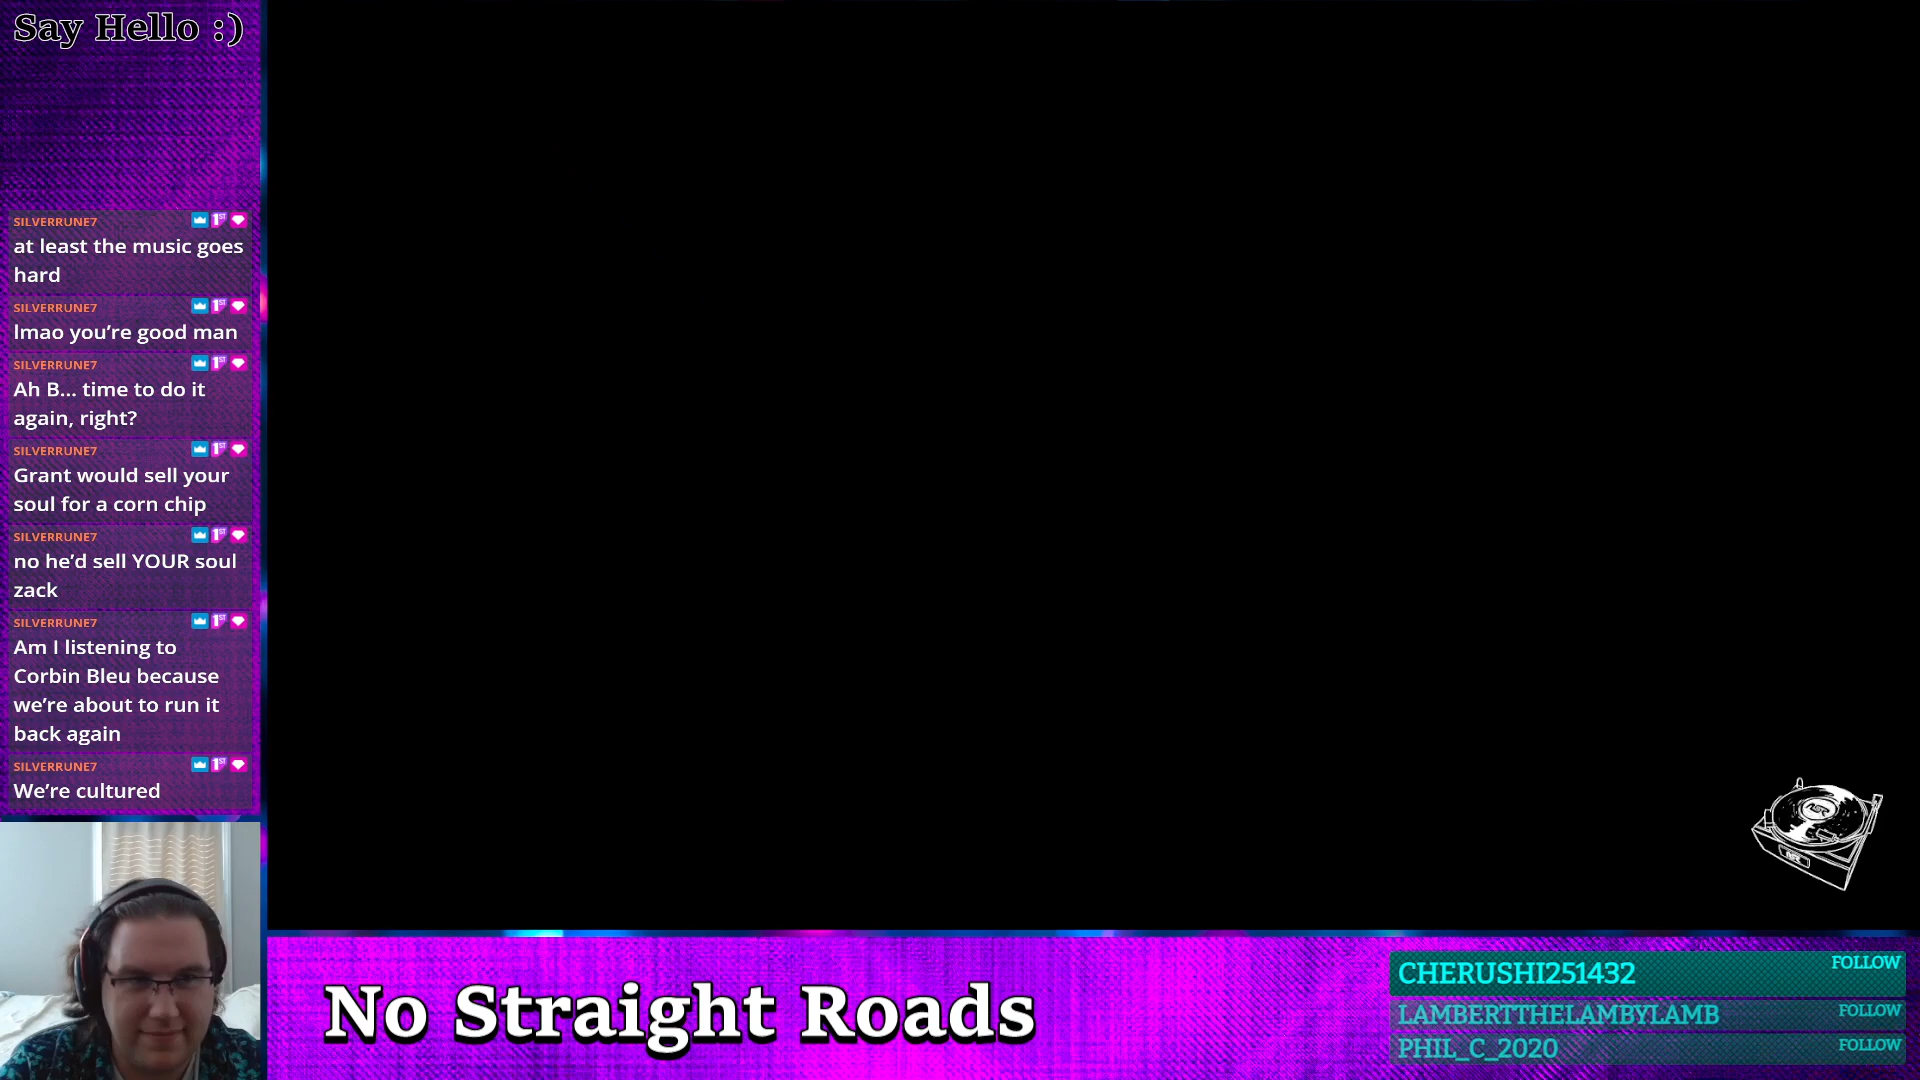 Say Hello :)
SILVERRUNE7
at least the music goes
hard
SILVERRUNE7
lmao you’re good man
SILVERRUNE7
Ah B... time to do it
again, right?
SILVERRUNE7
Grant would sell your
soul for a corn chip
SILVERRUNE7
no he’d sell YOUR soul
zack
SILVERRUNE7
Am I listening to
Corbin Bleu because
we’re about to run it
back again
SILVERRUNE7
We’re cultured
No Straight Roads
CHERUSHI251432 FOLLOW
LAMBERTTHELAMBYLAMB FOLLOW
PHIL_C_2020 FOLLOW